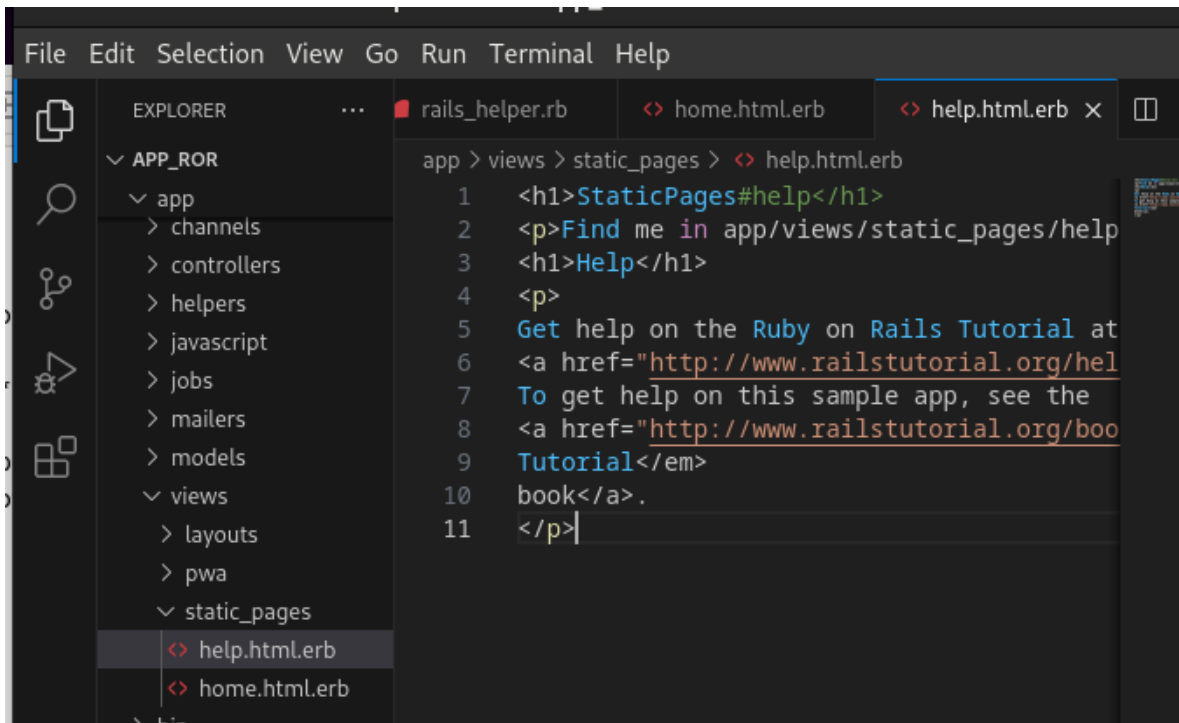 File Edit Selection View Go Run Terminal Help
EXPLORER ...
rails_helper.rb
home.html.erb
help.html.erb
APP_ROR
app
channels
controllers
helpers
javascript
jobs
mailers
models
views
layouts
pwa
static_pages
help.html.erb
home.html.erb
app > views > static_pages > help.html.erb
1 <h1>StaticPages#help</h1>
2 <p>Find me in app/views/static_pages/help
3 <h1>Help</h1>
4 <p>
5 Get help on the Ruby on Rails Tutorial at
6 <a href="http://www.railstutorial.org/hel
7 To get help on this sample app, see the
8 <a href="http://www.railstutorial.org/boo
9 Tutorial</em>
10 book</a>.
11 </p>